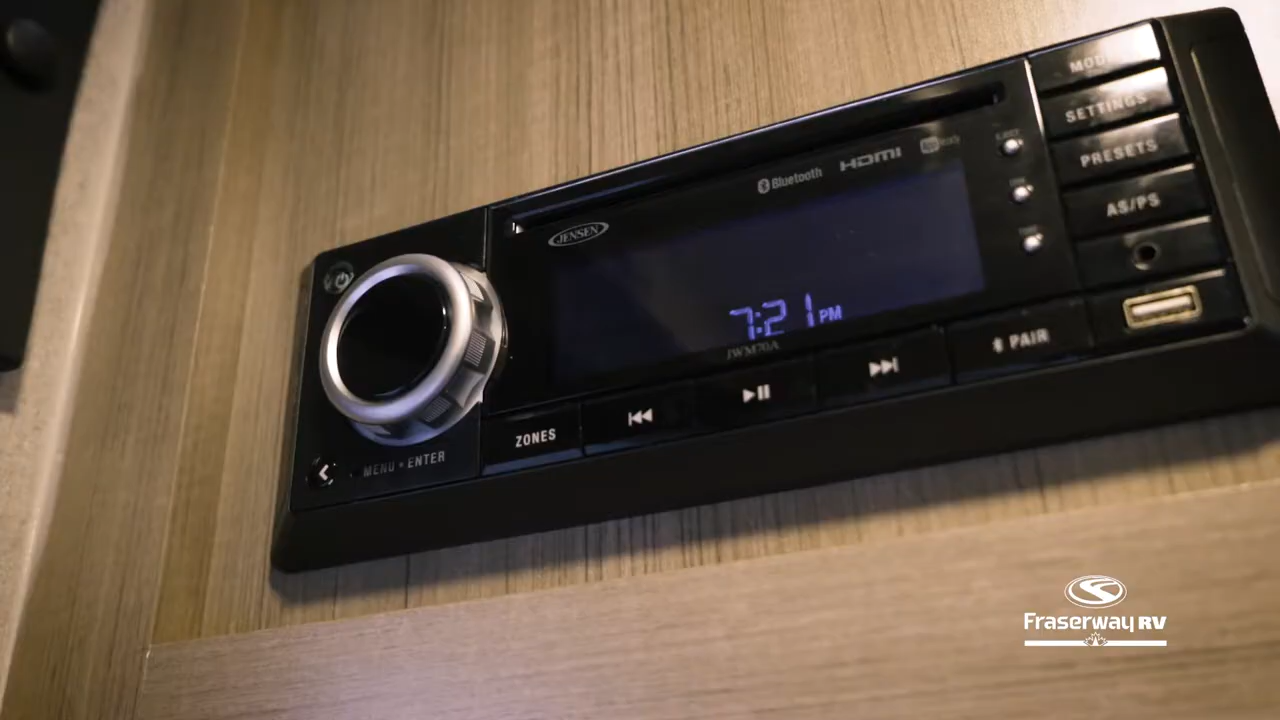 MODE
SETTINGS
PRESETS
AS/PS
Bluetooth
HDMI
JENSEN
7:21 PM
JWM70A
PAIR
ZONES
MENU • ENTER
Fraserway RV